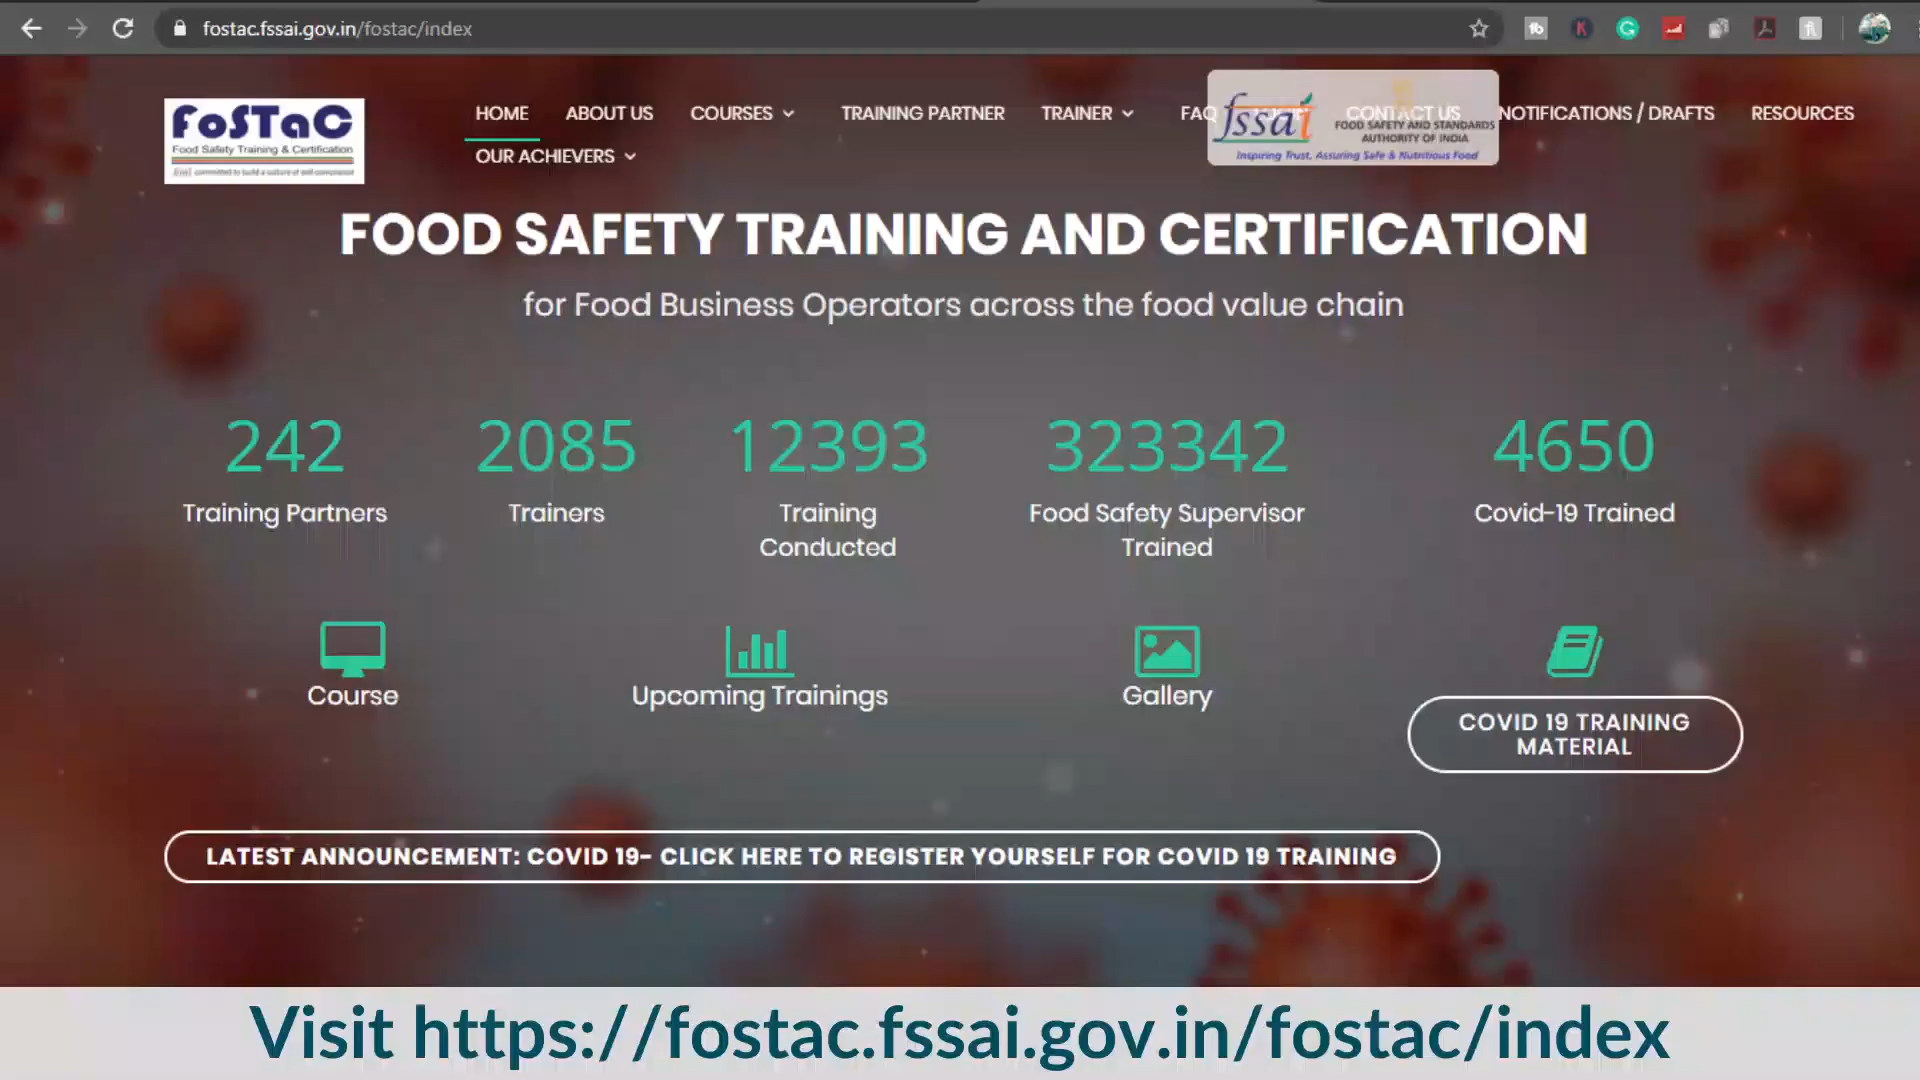 fostac.fssai.gov.in/fostac/index
FoSTaC
Food Safety Training & Certification
HOME
ABOUT US
COURSES
TRAINING PARTNER
TRAINER
FAQ
CONTACT US
NOTIFICATIONS / DRAFTS
RESOURCES
OUR ACHIEVERS
fssai
FOOD SAFETY AND STANDARDS
AUTHORITY OF INDIA
Inspiring Trust, Assuring Safe & Nutritious Food
FOOD SAFETY TRAINING AND CERTIFICATION
for Food Business Operators across the food value chain
242
Training Partners
2085
Trainers
12393
Training
Conducted
323342
Food Safety Supervisor
Trained
4650
Covid-19 Trained
Course
Upcoming Trainings
Gallery
COVID 19 TRAINING
MATERIAL
LATEST ANNOUNCEMENT: COVID 19- CLICK HERE TO REGISTER YOURSELF FOR COVID 19 TRAINING
Visit https://fostac.fssai.gov.in/fostac/index